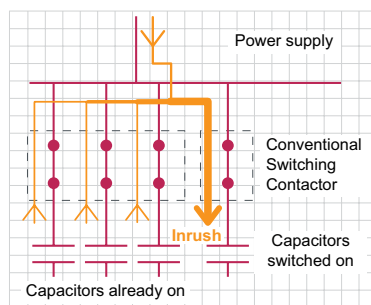 Power supply
Conventional
Switching
Contactor
Inrush
Capacitors
switched on
Capacitors already on